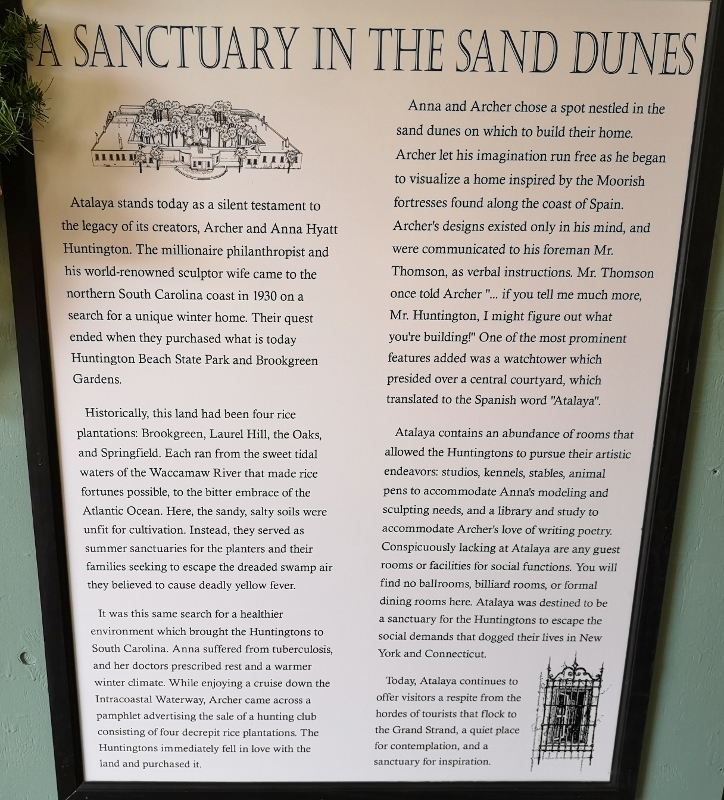 A SANCTUARY IN THE SAND DUNES
Atalaya stands today as a silent testament to
the legacy of its creators, Archer and Anna Hyatt
Huntington. The millionaire philanthropist and
his world-renowned sculptor wife came to the
northern South Carolina coast in 1930 on a
search for a unique winter home. Their quest
ended when they purchased what is today
Huntington Beach State Park and Brookgreen
Gardens.
Historically, this land had been four rice
plantations: Brookgreen, Laurel Hill, the Oaks,
and Springfield. Each ran from the sweet tidal
waters of the Waccamaw River that made rice
fortunes possible, to the bitter embrace of the
Atlantic Ocean. Here, the sandy, salty soils were
unfit for cultivation. Instead, they served as
summer sanctuaries for the planters and their
families seeking to escape the dreaded swamp air
they believed to cause deadly yellow fever.
It was this same search for a healthier
environment which brought the Huntingtons to
South Carolina. Anna suffered from tuberculosis,
and her doctors prescribed rest and a warmer
winter climate. While enjoying a cruise down the
Intracoastal Waterway, Archer came across a
pamphlet advertising the sale of a hunting club
consisting of four decrepit rice plantations. The
Huntingtons immediately fell in love with the
land and purchased it.
Anna and Archer chose a spot nestled in the
sand dunes on which to build their home.
Archer let his imagination run free as he began
to visualize a home inspired by the Moorish
fortresses found along the coast of Spain.
Archer's designs existed only in his mind, and
were communicated to his foreman Mr.
Thomson, as verbal instructions. Mr. Thomson
once told Archer "... if you tell me much more,
Mr. Huntington, I might figure out what
you're building!" One of the most prominent
features added was a watchtower which
presided over a central courtyard, which
translated to the Spanish word "Atalaya".
Atalaya contains an abundance of rooms that
allowed the Huntingtons to pursue their artistic
endeavors: studios, kennels, stables, animal
pens to accommodate Anna's modeling and
sculpting needs, and a library and study to
accommodate Archer's love of writing poetry.
Conspicuously lacking at Atalaya are any guest
rooms or facilities for social functions. You will
find no ballrooms, billiard rooms, or formal
dining rooms here. Atalaya was destined to be
a sanctuary for the Huntingtons to escape the
social demands that dogged their lives in New
York and Connecticut.
Today, Atalaya continues to
offer visitors a respite from the
hordes of tourists that flock to
the Grand Strand, a quiet place
for contemplation, and a
sanctuary for inspiration.